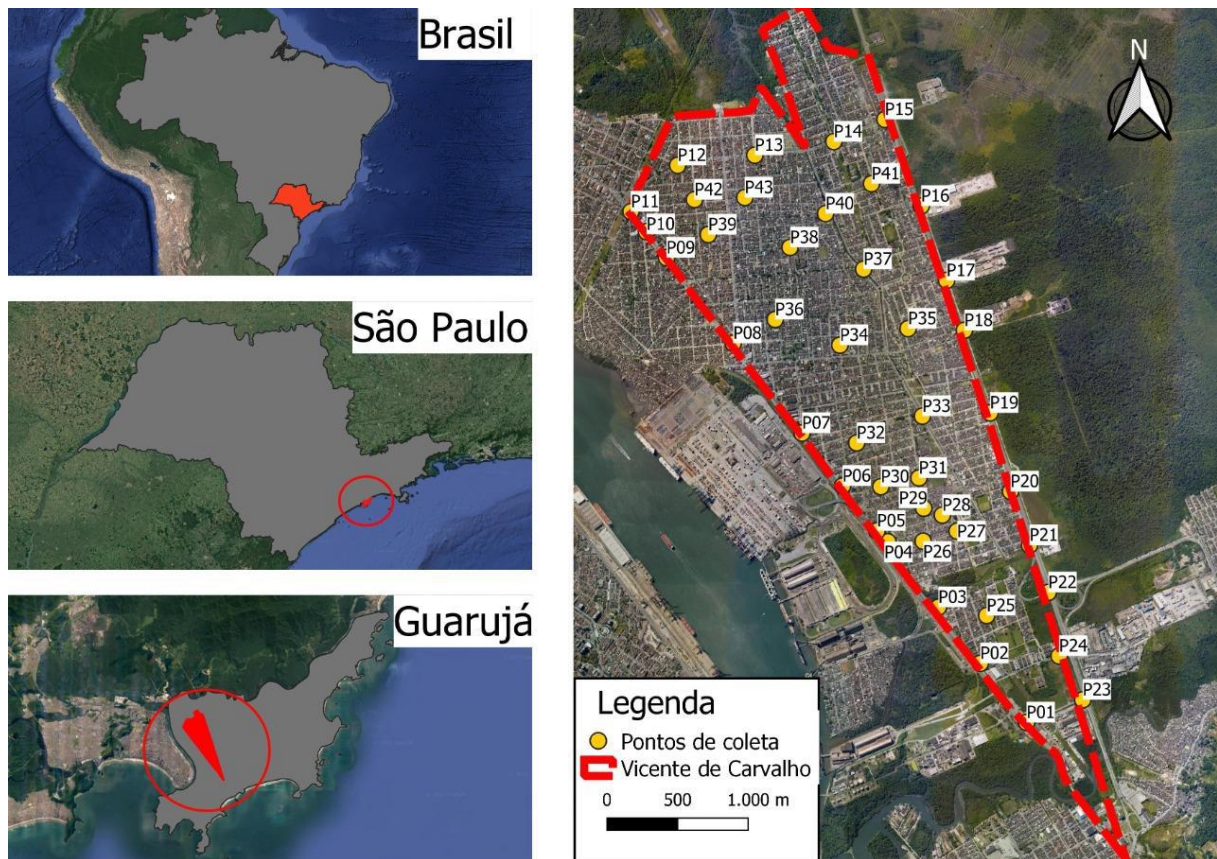 Brasil
São Paulo
Guarujá
N
P15
P14
P13
P12
P41
P42
P43
P16
P11
P40
P10
P39
P38
P09
P37
P17
P36
P35
P18
P08
P34
P33
P19
P07
P32
P31
P06
P30
P20
P29
P28
P05
P27
P04
P26
P21
P22
P03
P25
P02
P24
P23
P01
Legenda
Pontos de coleta
Vicente de Carvalho
0 500 1.000 m